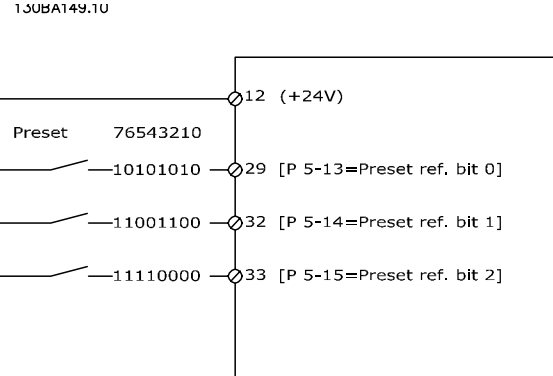 130BA149.10
12 (+24V)
Preset 76543210
10101010 29 [P 5-13=Preset ref. bit 0]
11001100 32 [P 5-14=Preset ref. bit 1]
11110000 33 [P 5-15=Preset ref. bit 2]